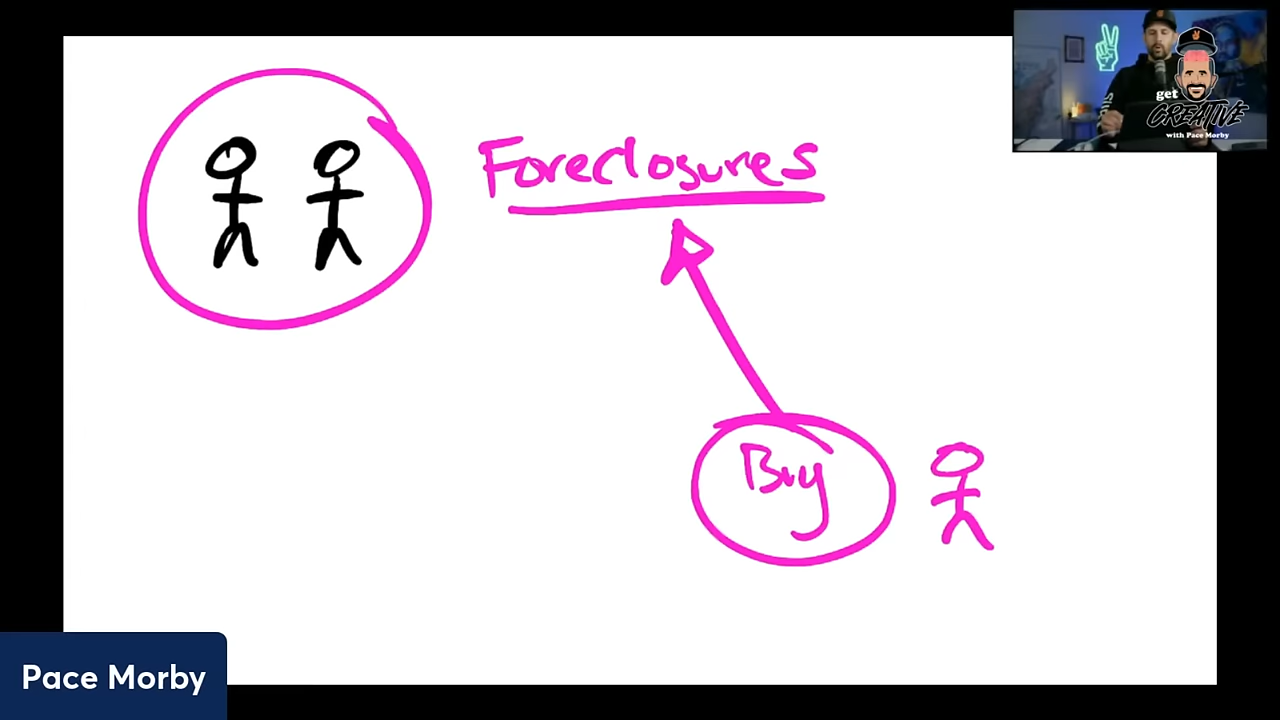 Foreclosures
get
CREATIVE
with Pace Morby
Buy
Pace Morby